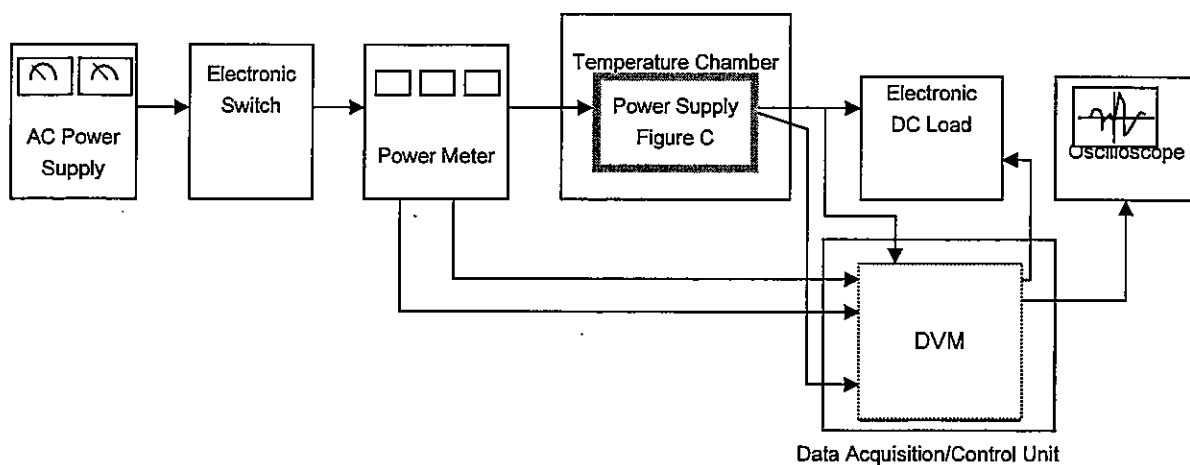 AC Power
Supply
Electronic
Switch
Power Meter
Temperature Chamber
Power Supply
Figure C
Electronic
DC Load
Oscilloscope
DVM
Data Acquisition/Control Unit